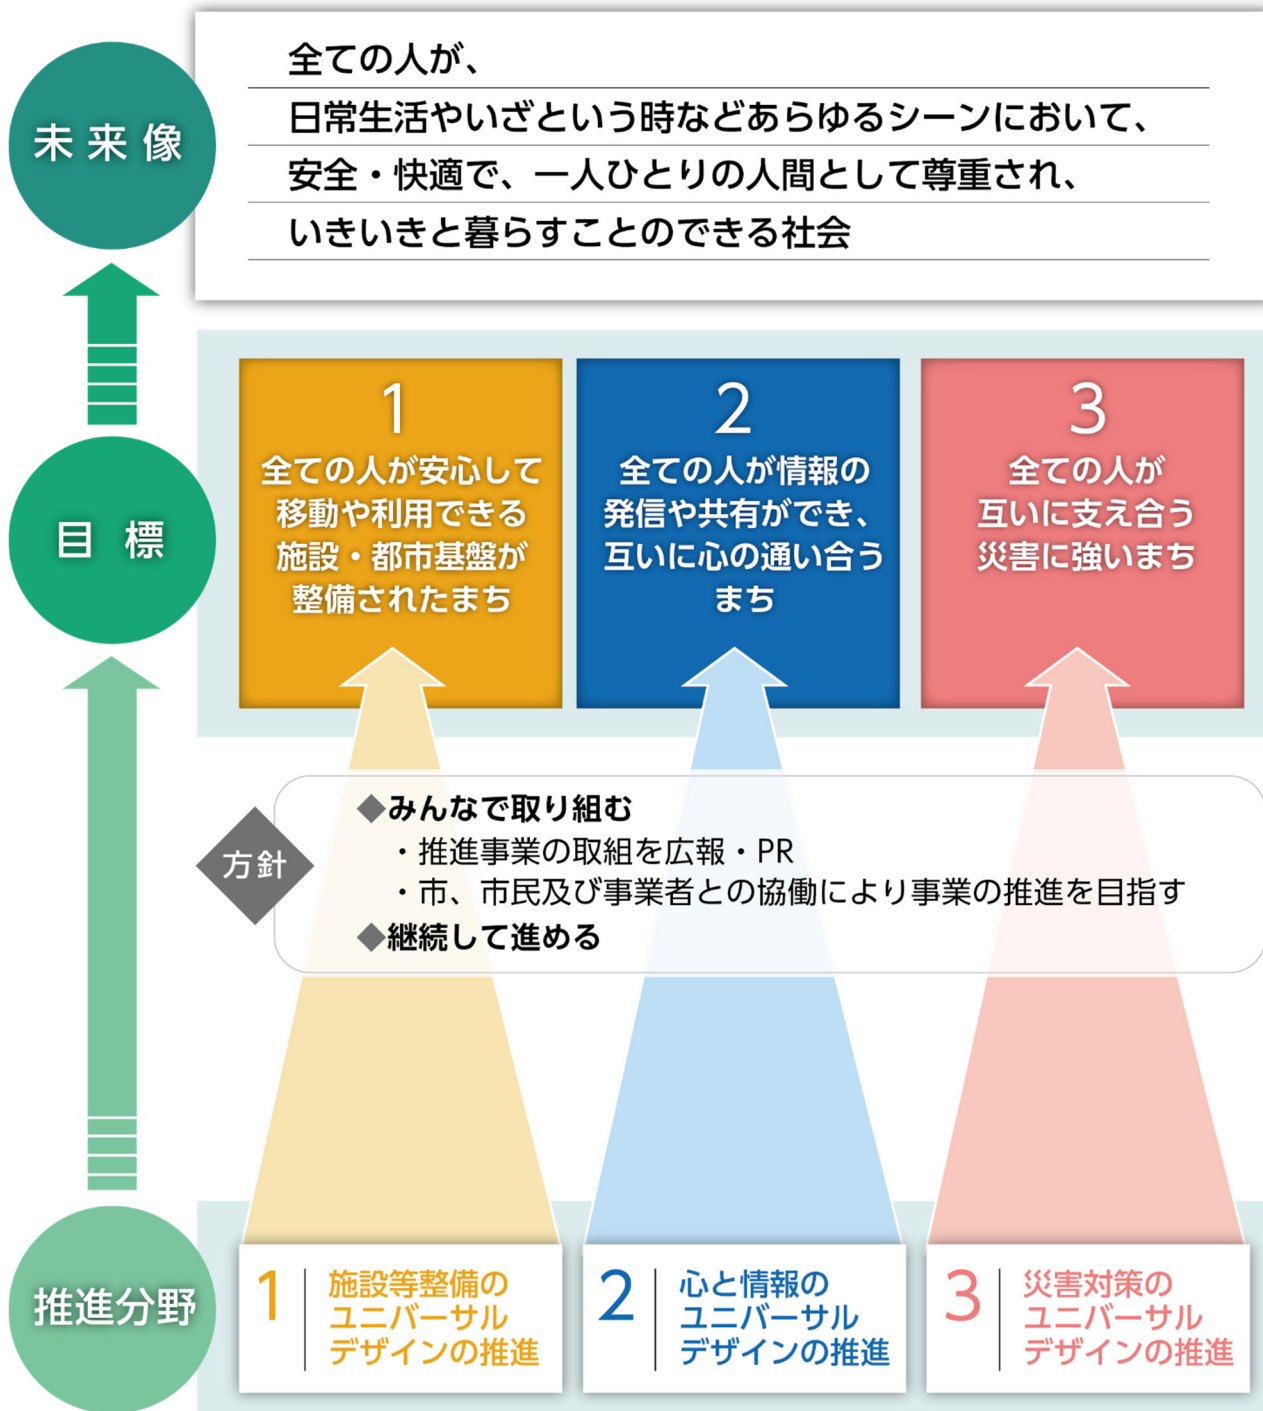 未来像
全ての人が、
日常生活やいざという時などあらゆるシーンにおいて、
安全・快適で、一人ひとりの人間として尊重され、
いきいきと暮らすことのできる社会
目標
1
全ての人が安心して
移動や利用できる
施設・都市基盤が
整備されたまち
2
全ての人が情報の
発信や共有ができ、
互いに心の通い合う
まち
3
全ての人が
互いに支え合う
災害に強いまち
方針
◆みんなで取り組む
・推進事業の取組を広報・PR
・市、市民及び事業者との協働により事業の推進を目指す
◆継続して進める
推進分野
1
施設等整備の
ユニバーサル
デザインの推進
2
心と情報の
ユニバーサル
デザインの推進
3
災害対策の
ユニバーサル
デザインの推進